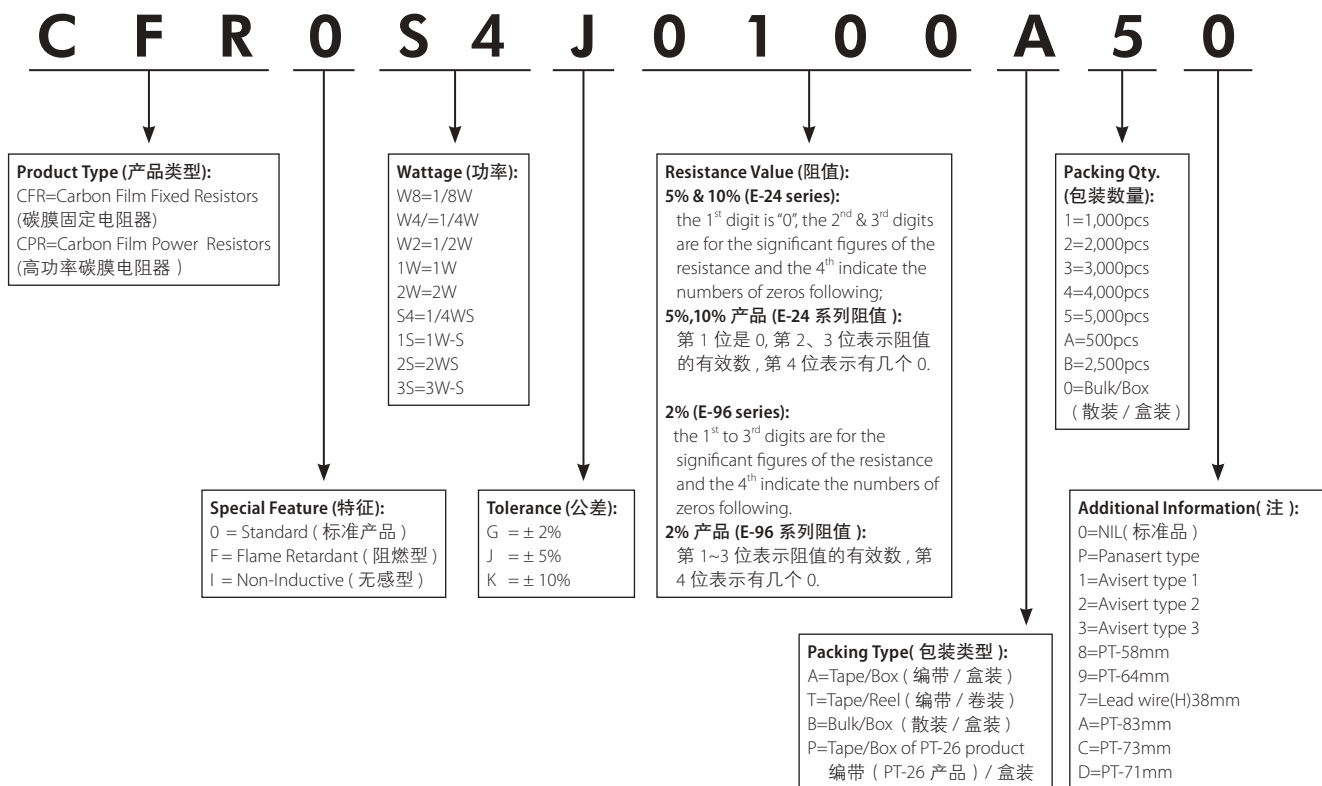 C F R 0 S 4 J 0 1 0 0 A 5 0
Product Type (产品类型):
CFR=Carbon Film Fixed Resistors
(碳膜固定电阻器)
CPR=Carbon Film Power Resistors
(高功率碳膜电阻器 )
Wattage (功率):
W8=1/8W
W4/=1/4W
W2=1/2W
1W=1W
2W=2W
S4=1/4WS
1S=1W-S
2S=2WS
3S=3W-S
Resistance Value (阻值):
5% & 10% (E-24 series):
the 1st digit is "0", the 2nd & 3rd digits
are for the significant figures of the
resistance and the 4th indicate the
numbers of zeros following;
5%,10% 产品 (E-24 系列阻值 ):
第 1 位是 0, 第 2、3 位表示阻值
的有效数 , 第 4 位表示有几个 0.
2% (E-96 series):
the 1st to 3rd digits are for the
significant figures of the resistance
and the 4th indicate the numbers of
zeros following.
2% 产品 (E-96 系列阻值 ):
第 1~3 位表示阻值的有效数 , 第
4 位表示有几个 0.
Packing Qty.
(包装数量):
1=1,000pcs
2=2,000pcs
3=3,000pcs
4=4,000pcs
5=5,000pcs
A=500pcs
B=2,500pcs
0=Bulk/Box
( 散装 / 盒装 )
Special Feature (特征):
0 = Standard ( 标准产品 )
F = Flame Retardant ( 阻燃型 )
I = Non-Inductive ( 无感型 )
Tolerance (公差):
G = ± 2%
J = ± 5%
K = ± 10%
Packing Type( 包装类型 ):
A=Tape/Box ( 编带 / 盒装 )
T=Tape/Reel ( 编带 / 卷装 )
B=Bulk/Box ( 散装 / 盒装 )
P=Tape/Box of PT-26 product
编带 ( PT-26 产品 ) / 盒装
Additional Information( 注 ):
0=NIL( 标准品 )
P=Panasert type
1=Avisert type 1
2=Avisert type 2
3=Avisert type 3
8=PT-58mm
9=PT-64mm
7=Lead wire(H)38mm
A=PT-83mm
C=PT-73mm
D=PT-71mm